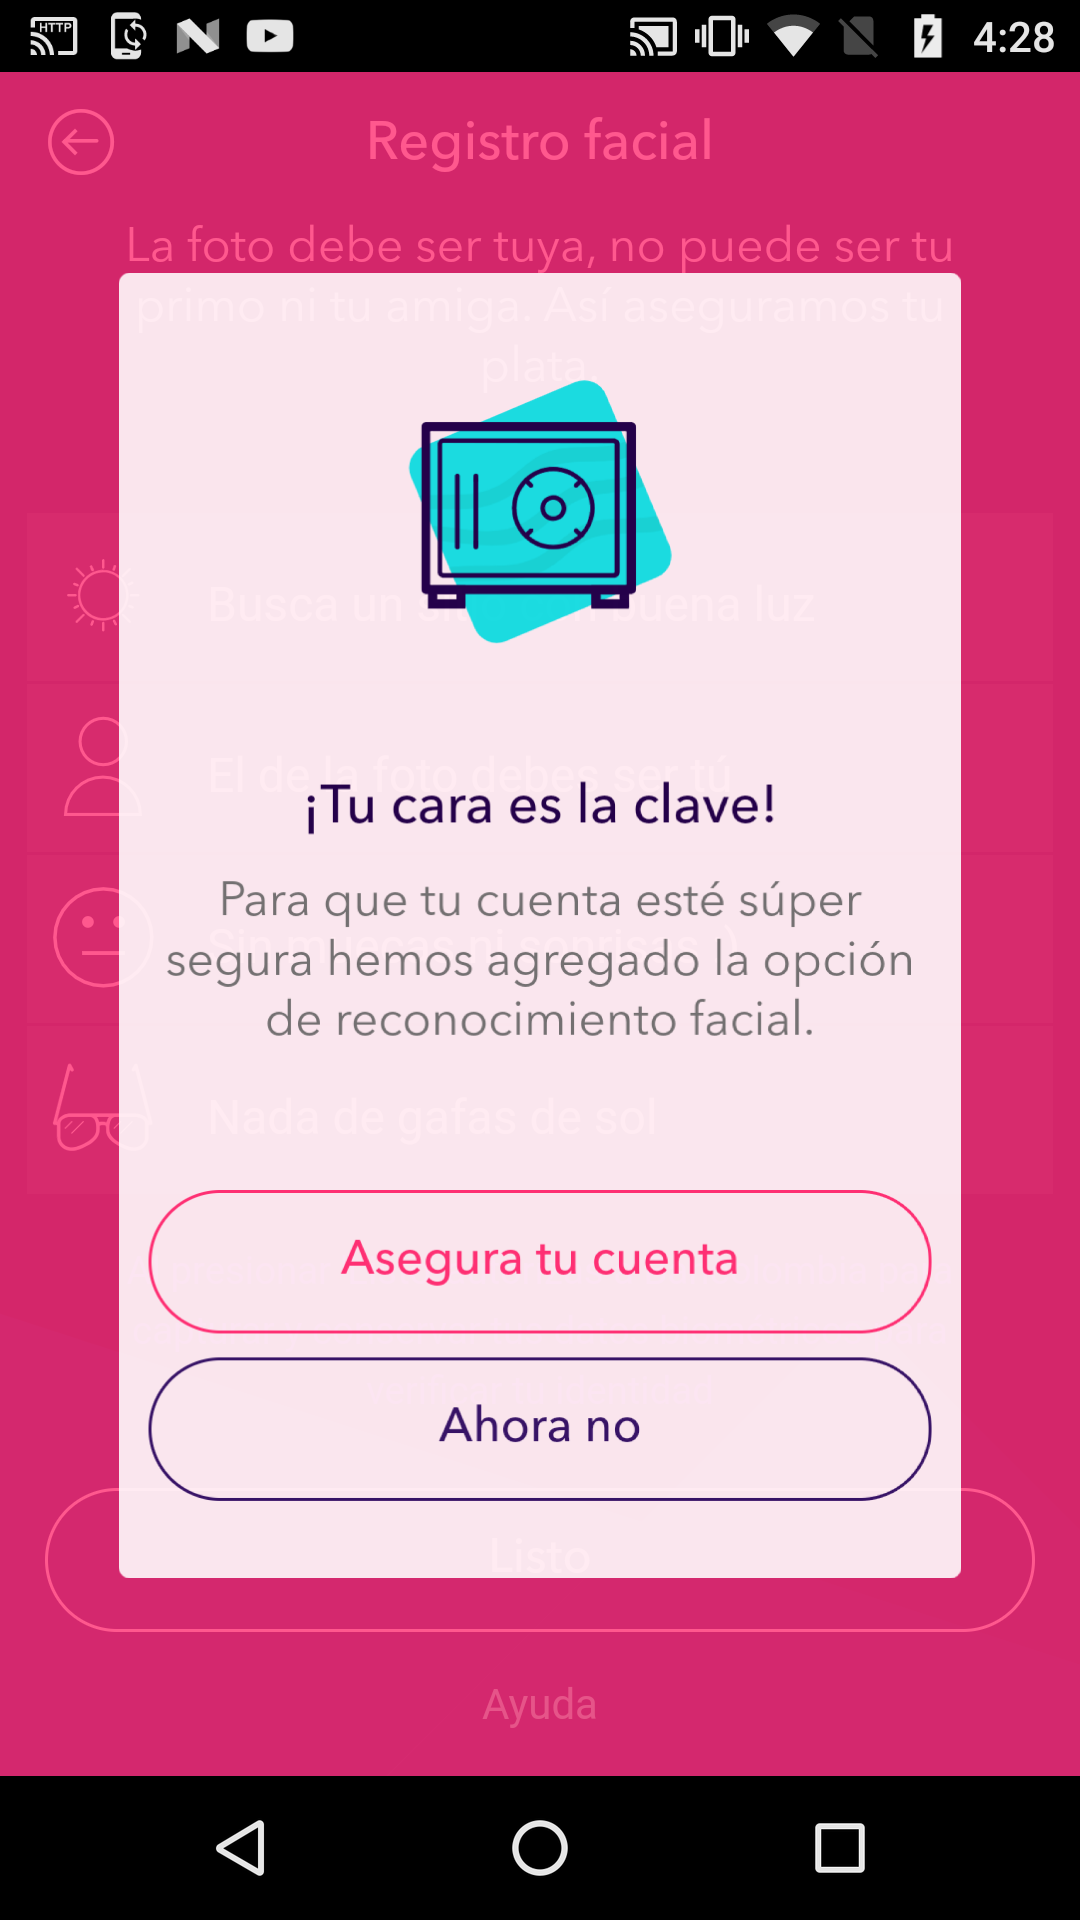 HTTP
4:28
Registro facial
La foto debe ser tuya, no puede ser tu
primo ni tu amiga. Así aseguramos tu
plata.
Busca un buena luz
El de la foto debes ser tú
¡Tu cara es la clave!
Para que tu cuenta esté súper
Sin muecas ni sonrisas :)
segura hemos agregado la opción
de reconocimiento facial.
Nada de gafas de sol
Asegura tu cuenta
Ahora no
Listo
Ayuda